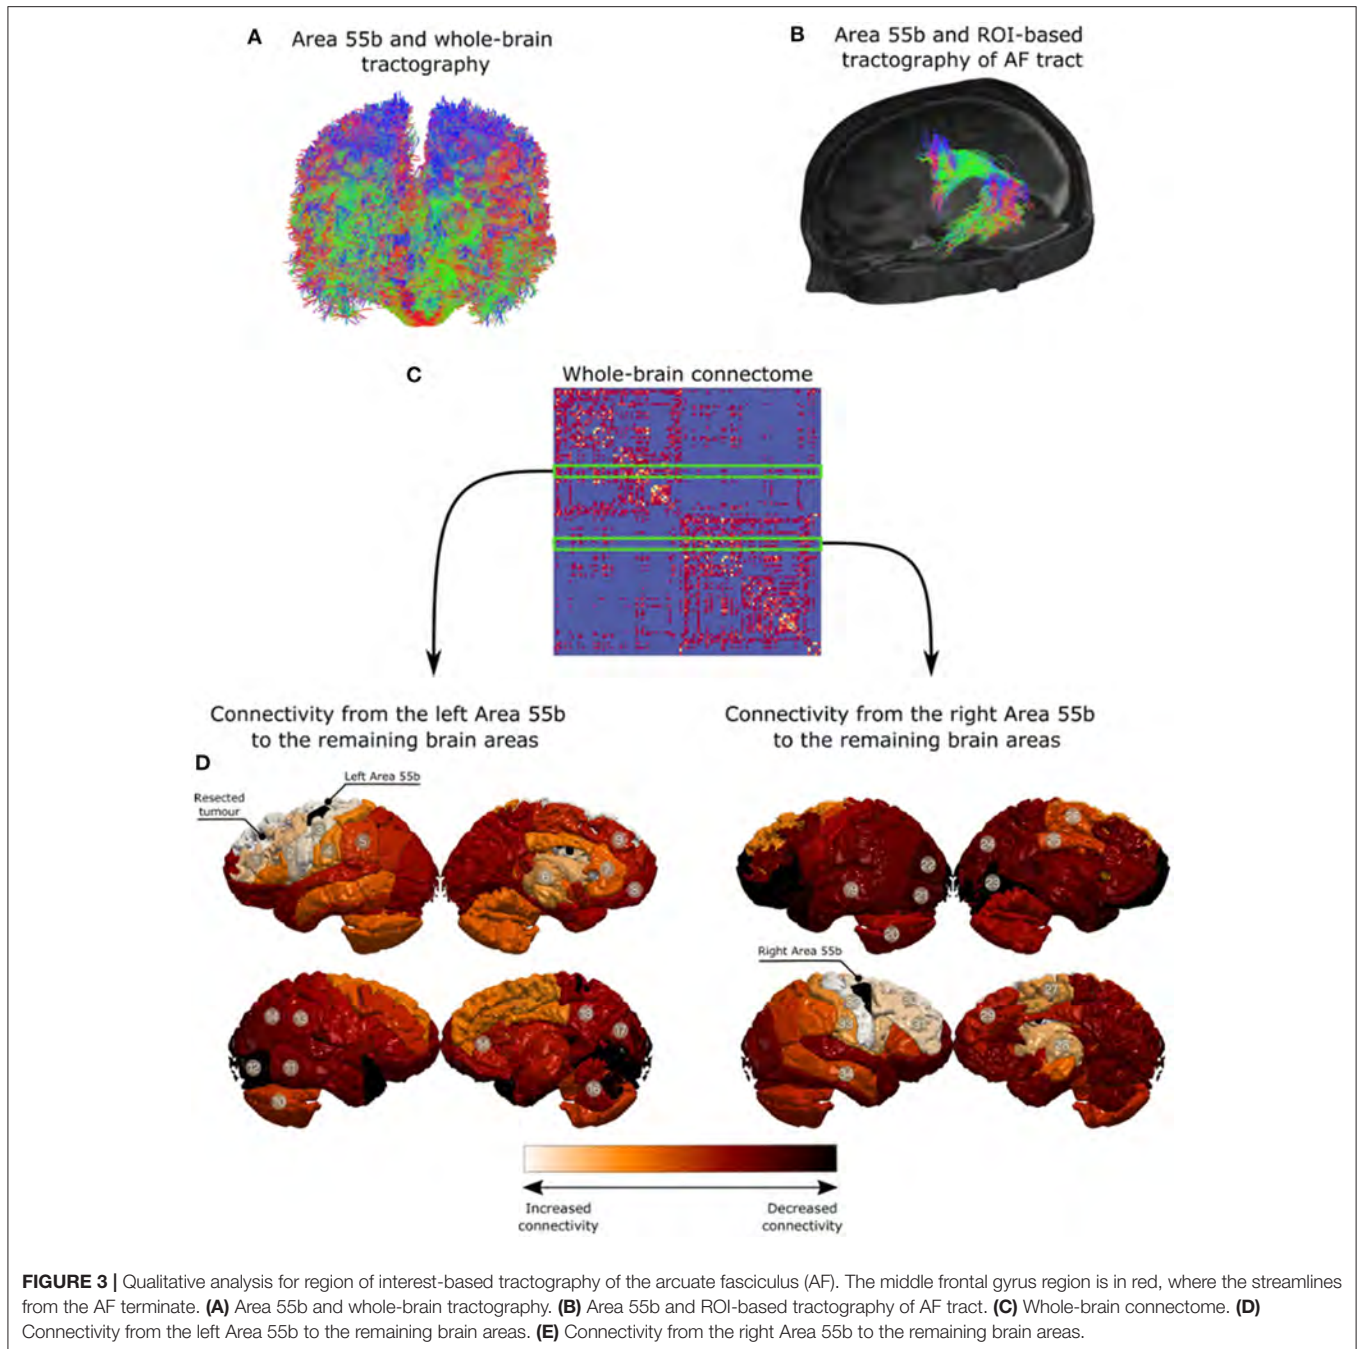 A Area 55b and whole-brain
tractography
B Area 55b and ROI-based
tractography of AF tract
C Whole-brain connectome
Connectivity from the left Area 55b
to the remaining brain areas
Connectivity from the right Area 55b
to the remaining brain areas
D
Left Area 55b
Resected
tumour
Right Area 55b
Increased
connectivity
Decreased
connectivity
FIGURE 3 | Qualitative analysis for region of interest-based tractography of the arcuate fasciculus (AF). The middle frontal gyrus region is in red, where the streamlines
from the AF terminate. (A) Area 55b and whole-brain tractography. (B) Area 55b and ROI-based tractography of AF tract. (C) Whole-brain connectome. (D)
Connectivity from the left Area 55b to the remaining brain areas. (E) Connectivity from the right Area 55b to the remaining brain areas.